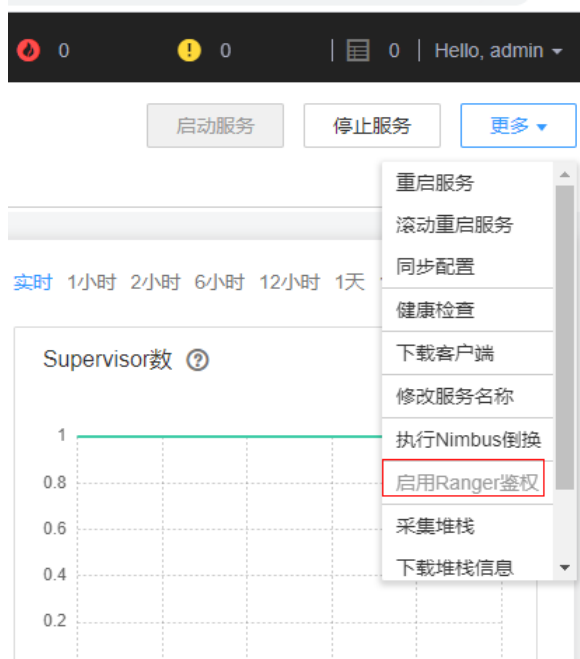 0 ! 0 0 Hello, admin
启动服务 停止服务 更多
重启服务
滚动重启服务
同步配置
实时 1小时 2小时 6小时 12小时 1天
健康检查
Supervisor数 ?
下载客户端
修改服务名称
1
执行Nimbus倒换
0.8
启用Ranger鉴权
0.6
采集堆栈
0.4
下载堆栈信息
0.2